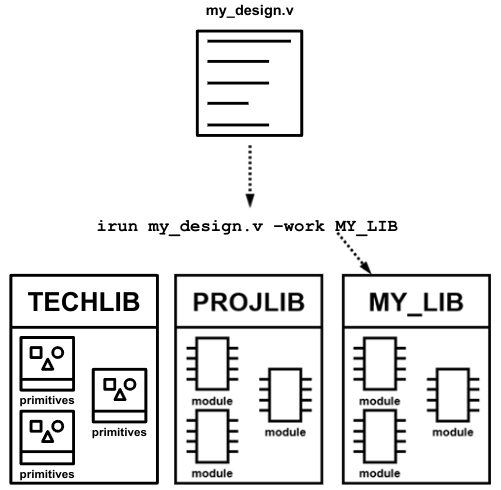 my_design.v
irun my_design.v –work MY_LIB
TECHLIB
PROJLIB
MY_LIB
primitives
primitives
primitives
module
module
module
module
module
module